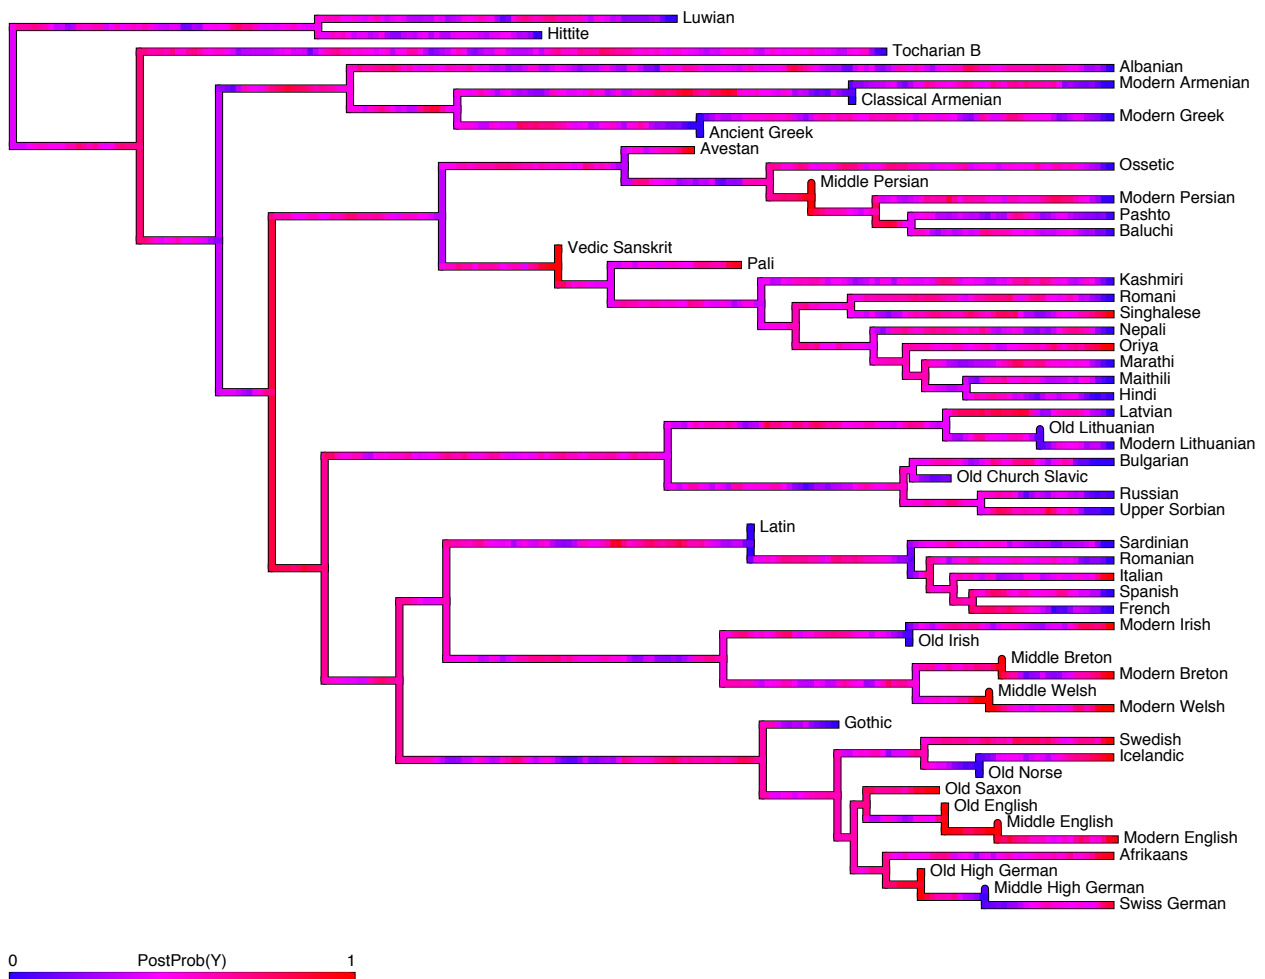 Luwian
Hittite
Tocharian B
Albanian
Modern Armenian
Classical Armenian
Modern Greek
Ancient Greek
Avestan
Ossetic
Middle Persian
Modern Persian
Pashto
Baluchi
Vedic Sanskrit
Pali
Kashmiri
Romani
Singhalese
Nepali
Oriya
Marathi
Maithili
Hindi
Latvian
Old Lithuanian
Modern Lithuanian
Bulgarian
Old Church Slavic
Russian
Upper Sorbian
Latin
Sardinian
Romanian
Italian
Spanish
French
Modern Irish
Old Irish
Middle Breton
Modern Breton
Middle Welsh
Modern Welsh
Gothic
Swedish
Icelandic
Old Norse
Old Saxon
Old English
Middle English
Modern English
Afrikaans
Old High German
Middle High German
Swiss German
0 PostProb(Y) 1